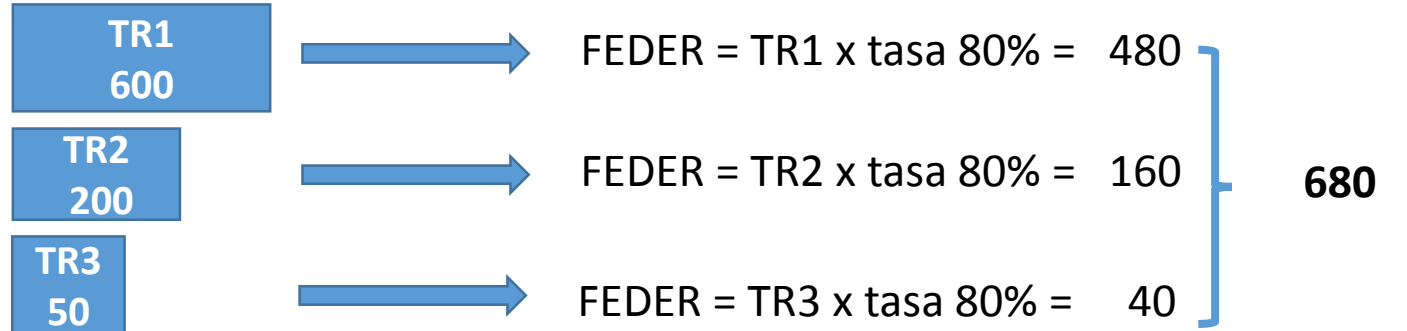 TR1
600
FEDER = TR1 x tasa 80% = 480
TR2
200
FEDER = TR2 x tasa 80% = 160
680
TR3
50
FEDER = TR3 x tasa 80% = 40